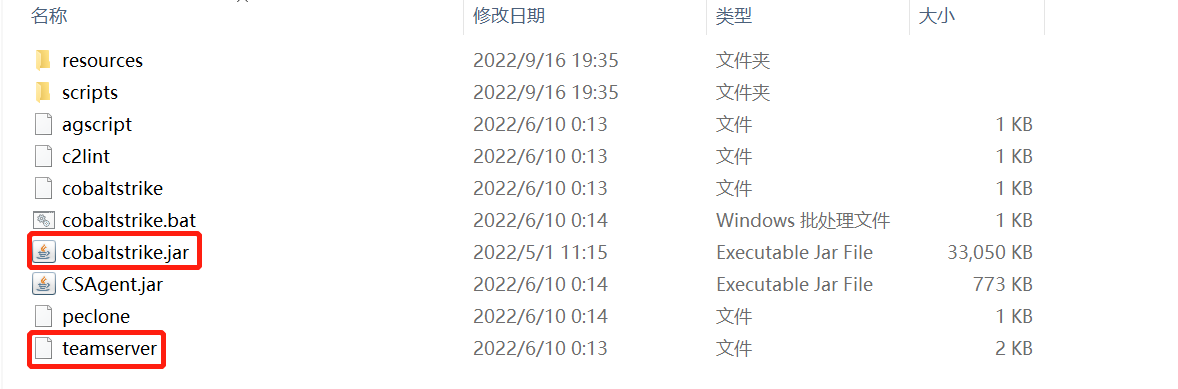 名称 修改日期 类型 大小
resources 2022/9/16 19:35 文件夹
scripts 2022/9/16 19:35 文件夹
agscript 2022/6/10 0:13 文件 1 KB
c2lint 2022/6/10 0:13 文件 1 KB
cobaltstrike 2022/6/10 0:13 文件 1 KB
cobaltstrike.bat 2022/6/10 0:14 Windows 批处理文件 1 KB
cobaltstrike.jar 2022/5/1 11:15 Executable Jar File 33,050 KB
CSAgent.jar 2022/6/10 0:14 Executable Jar File 773 KB
peclone 2022/6/10 0:14 文件 1 KB
teamserver 2022/6/10 0:13 文件 2 KB